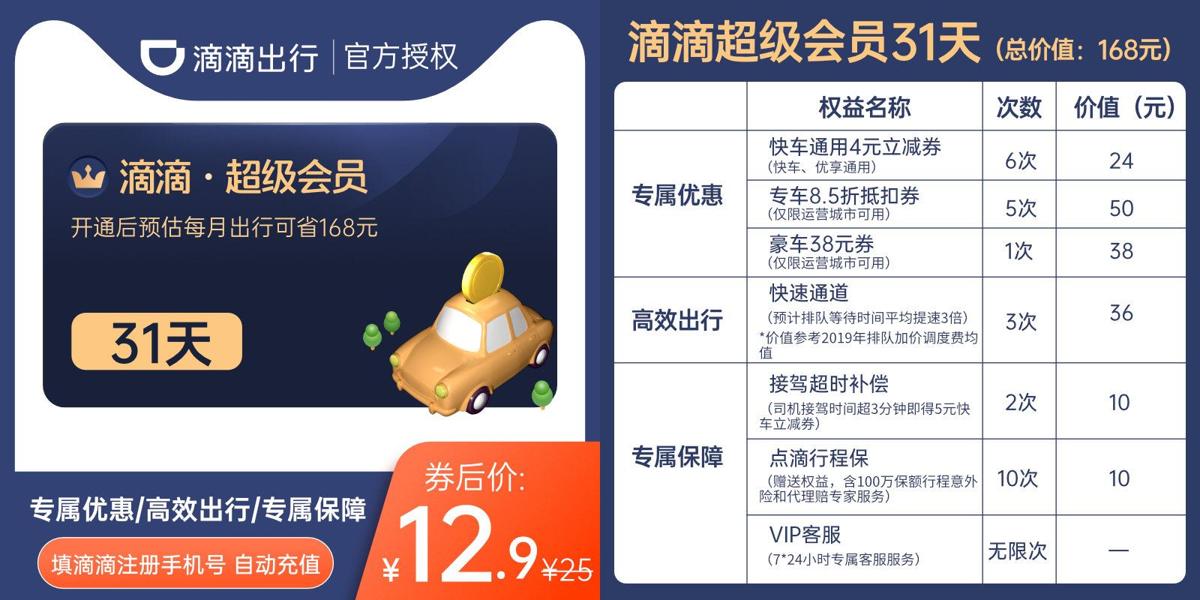 滴滴出行 | 官方授权
滴滴·超级会员
开通后预估每月出行可省168元
31天
专属优惠/高效出行/专属保障
填滴滴注册手机号 自动充值
券后价:
¥12.9 ¥25
滴滴超级会员31天 (总价值：168元)
权益名称 次数 价值（元）
专属优惠
快车通用4元立减券
（快车、优享通用）
6次 24
专车8.5折抵扣券
（仅限运营城市可用）
5次 50
豪车38元券
（仅限运营城市可用）
1次 38
高效出行
快速通道
（预计排队等待时间平均提速3倍）
*价值参考2019年排队加价调度费均
值
3次 36
专属保障
接驾超时补偿
（司机接驾时间超3分钟即得5元快
车立减券）
2次 10
点滴行程保
（赠送权益，含100万保额行程意外
险和代理赔专家服务）
10次 10
VIP客服
（7*24小时专属客服服务）
无限次 —